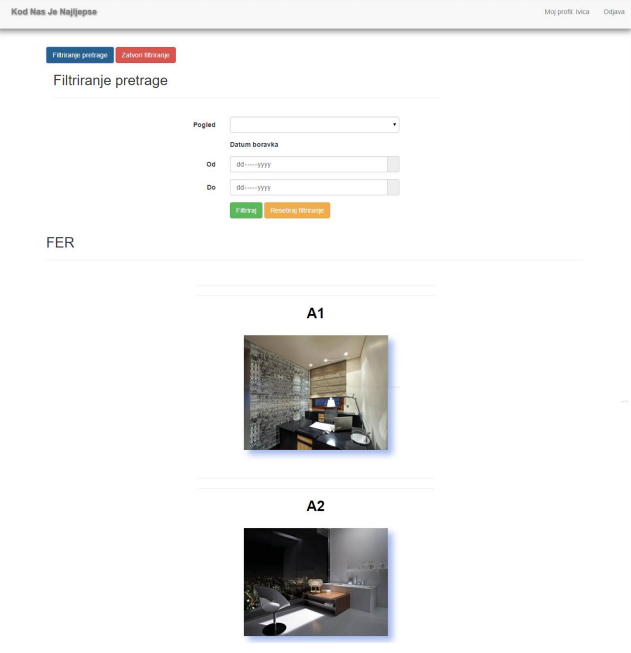 Kod Nas Je Najljepse
Moj profil: Ivica Odjava
Filtriranje pretrage Zatvori filtriranje
Filtriranje pretrage
Pogled
Datum boravka
Od dd-----yyyy
Do dd-----yyyy
Filtriraj Resetiraj filtriranje
FER
A1
A2